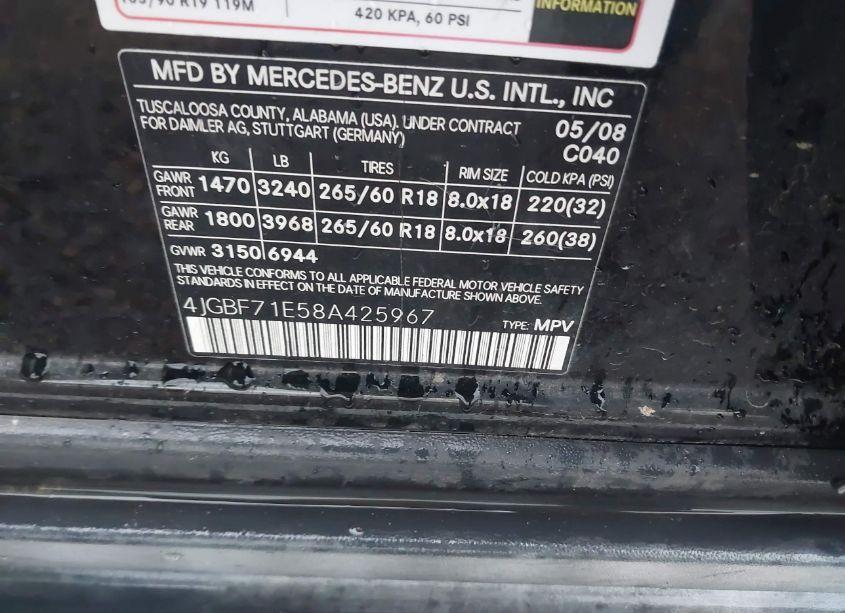 R19 119M
420 KPA, 60 PSI
INFORMATION
MFD BY MERCEDES-BENZ U.S. INTL., INC
TUSCALOOSA COUNTY, ALABAMA (USA), UNDER CONTRACT
FOR DAIMLER AG, STUTTGART (GERMANY)
05/08
C040
KG LB TIRES RIM SIZE COLD KPA (PSI)
GAWR FRONT 1470 3240 265/60 R18 8.0x18 220(32)
GAWR REAR 1800 3968 265/60 R18 8.0x18 260(38)
GVWR 3150 6944
THIS VEHICLE CONFORMS TO ALL APPLICABLE FEDERAL MOTOR VEHICLE SAFETY
STANDARDS IN EFFECT ON THE DATE OF MANUFACTURE SHOWN ABOVE.
4JGBF71E58A425967
TYPE: MPV